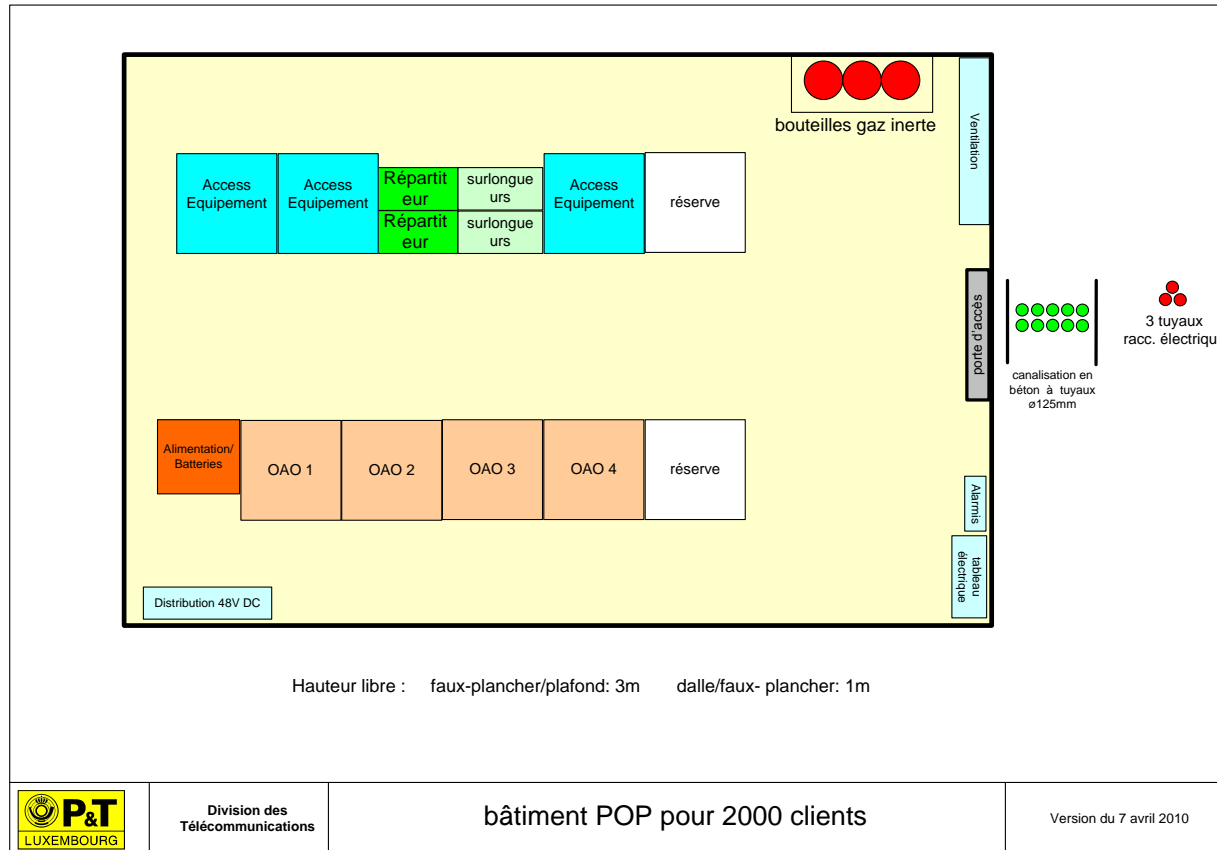 bouteilles gaz inerte
Ventilation
Access
Equipement
Access
Equipement
Répartit
eur
Répartit
eur
surlongue
urs
surlongue
urs
Access
Equipement
réserve
porte d'accès
canalisation en
béton à tuyaux
ø125mm
3 tuyaux
racc. électriqu
Alimentation/
Batteries
OAO 1
OAO 2
OAO 3
OAO 4
réserve
Alarmis
tableau
électrique
Distribution 48V DC
Hauteur libre : faux-plancher/plafond: 3m dalle/faux- plancher: 1m
P&T
LUXEMBOURG
Division des
Télécommunications
bâtiment POP pour 2000 clients
Version du 7 avril 2010